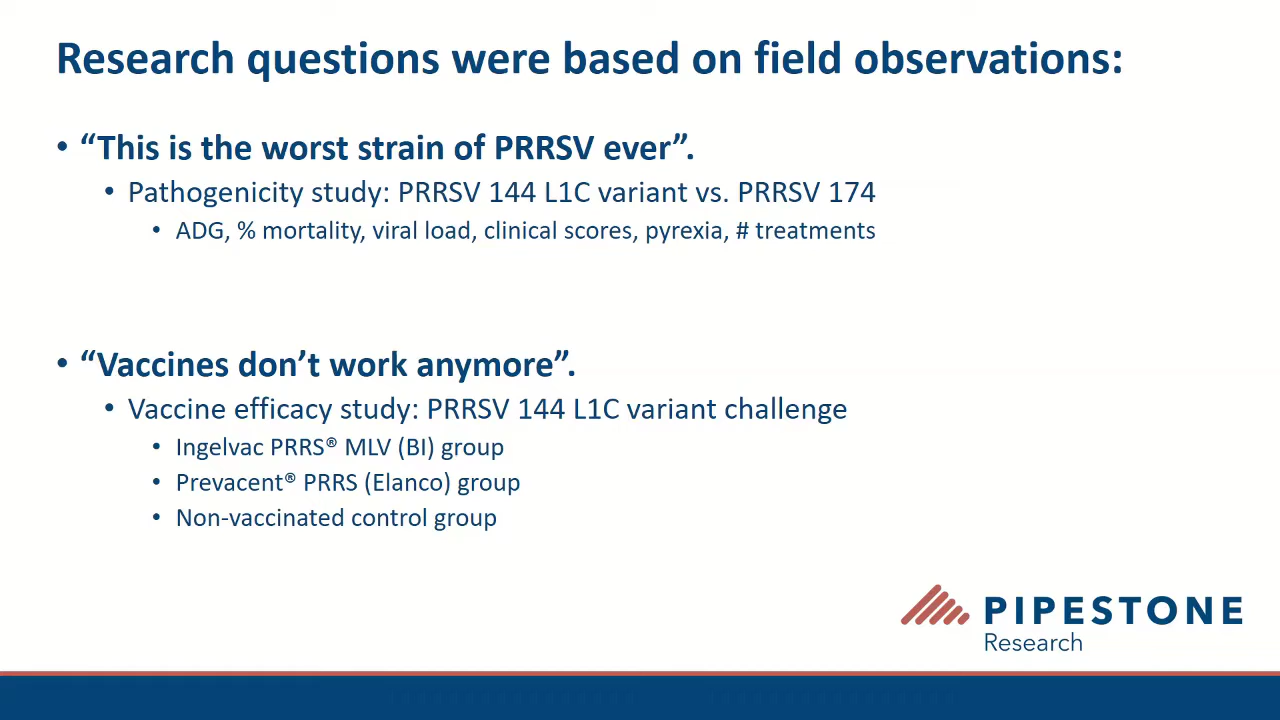 Research questions were based on field observations:
• “This is the worst strain of PRRSV ever”.
• Pathogenicity study: PRRSV 144 L1C variant vs. PRRSV 174
• ADG, % mortality, viral load, clinical scores, pyrexia, # treatments
• “Vaccines don’t work anymore”.
• Vaccine efficacy study: PRRSV 144 L1C variant challenge
• Ingelvac PRRS® MLV (BI) group
• Prevacent® PRRS (Elanco) group
• Non-vaccinated control group
PIPESTONE
Research